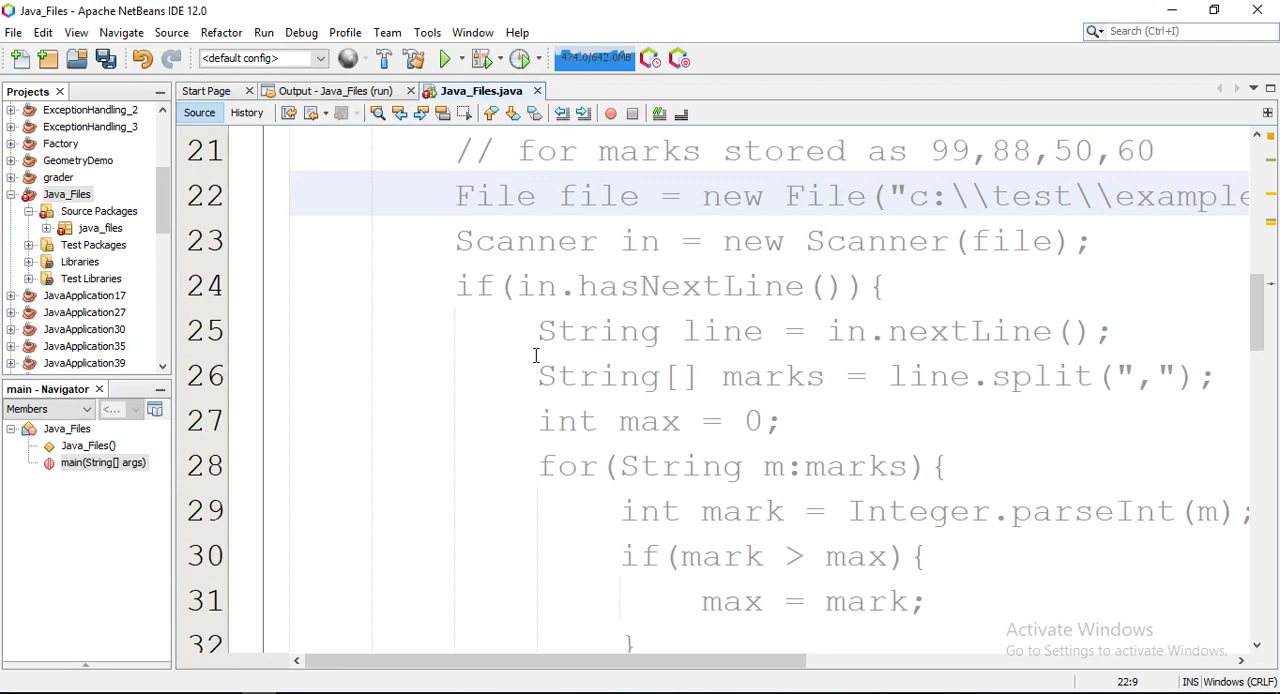 Java_Files - Apache NetBeans IDE 12.0
File Edit View Navigate Source Refactor Run Debug Profile Team Tools Window Help
Search (Ctrl+I)
<default config>
474.0/642.0MB
Projects
Start Page
Output - Java_Files (run)
Java_Files.java
ExceptionHandling_2
ExceptionHandling_3
Factory
GeometryDemo
grader
Java_Files
Source Packages
java_files
Test Packages
Libraries
Test Libraries
JavaApplication17
JavaApplication27
JavaApplication30
JavaApplication35
JavaApplication39
main - Navigator
Members
<...
Java_Files
Java_Files()
main(String[] args)
Source History
21 // for marks stored as 99,88,50,60
22 File file = new File("c:\\test\\example
23 Scanner in = new Scanner(file);
24 if(in.hasNextLine()){
25 String line = in.nextLine();
26 String[] marks = line.split(",");
27 int max = 0;
28 for(String m:marks){
29 int mark = Integer.parseInt(m);
30 if(mark > max){
31 max = mark;
32 }
Activate Windows
Go to Settings to activate Windows.
22:9 INS Windows (CRLF)